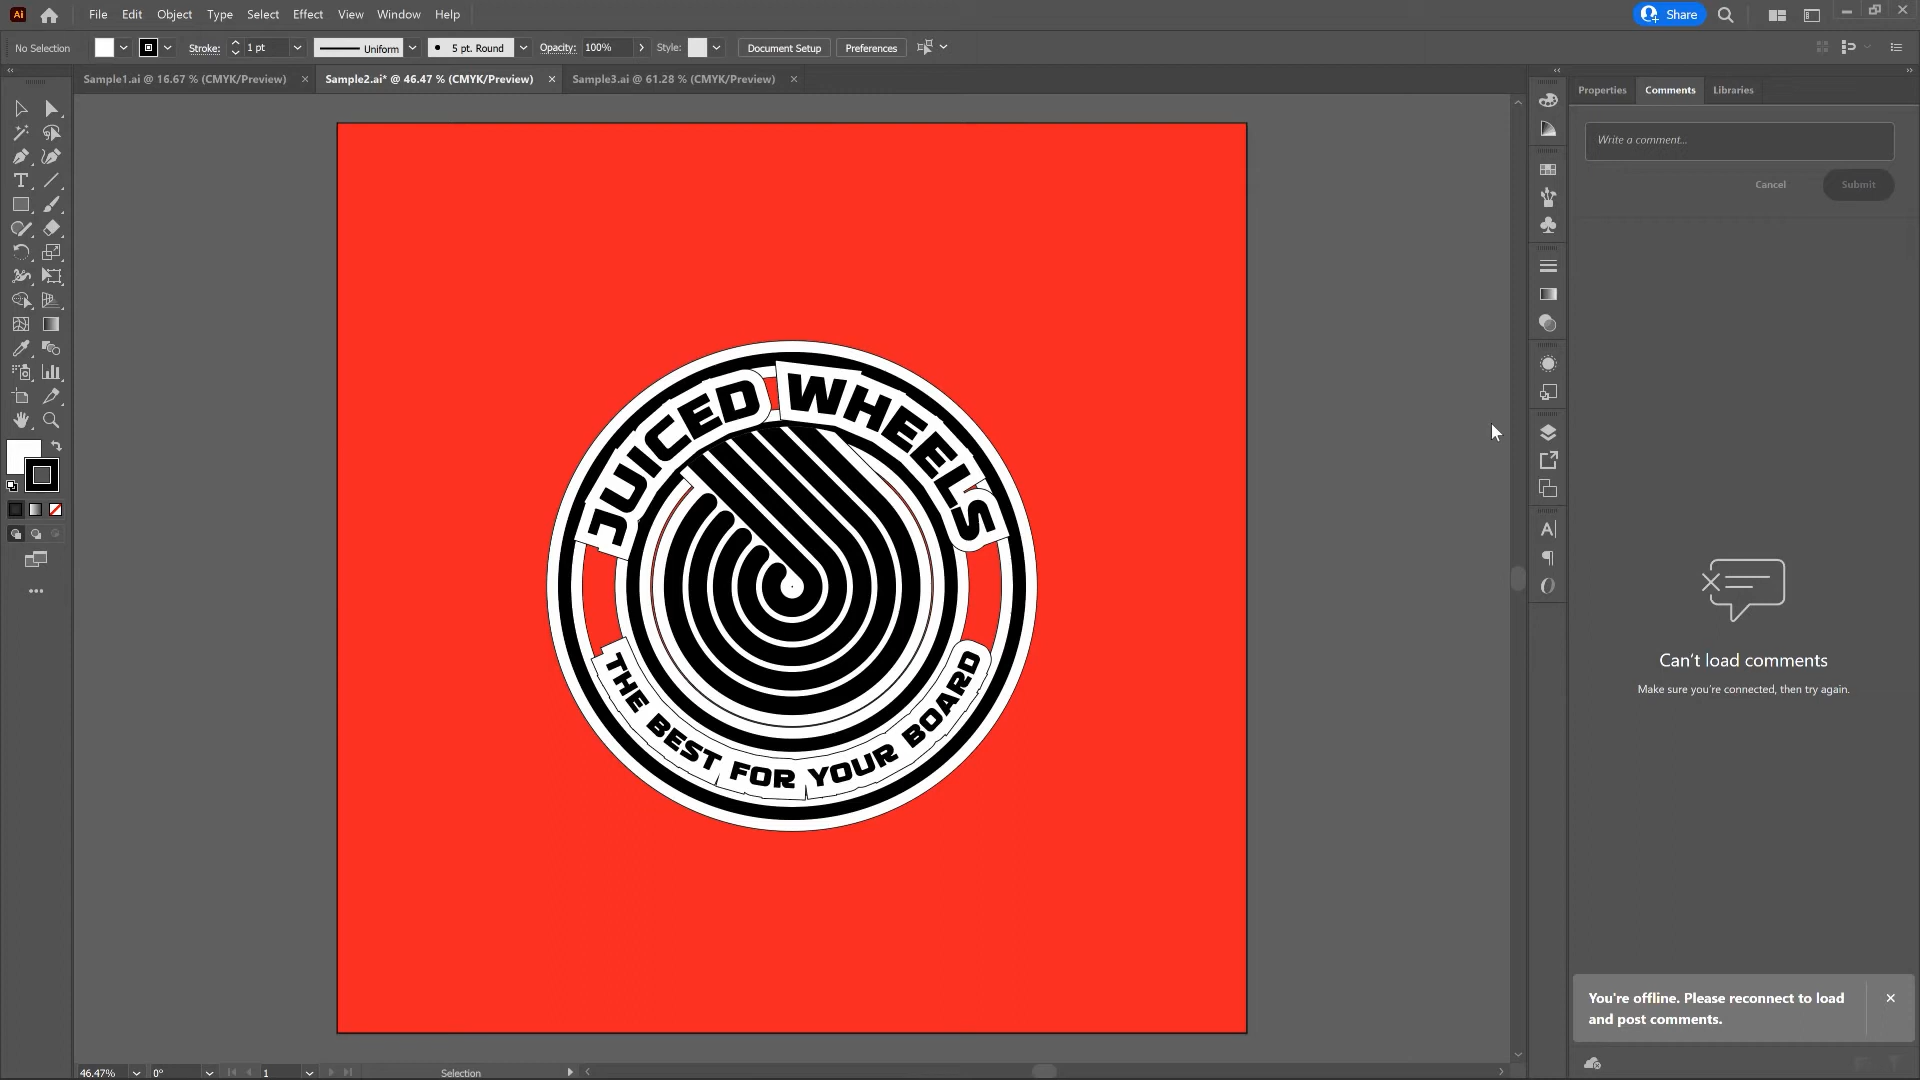 Ai File Edit Object Type Select Effect View Window Help Share
No Selection Stroke: 1 pt Uniform 5 pt. Round Opacity: 100% Style: Document Setup Preferences
Sample1.ai @ 16.67 % (CMYK/Preview) Sample2.ai* @ 46.47 % (CMYK/Preview) Sample3.ai @ 61.28 % (CMYK/Preview)
Properties Comments Libraries
Write a comment...
Cancel Submit
JUICED WHEELS
THE BEST FOR YOUR BOARD
Can't load comments
Make sure you're connected, then try again.
You're offline. Please reconnect to load
and post comments.
46.47% 0° 1 Selection